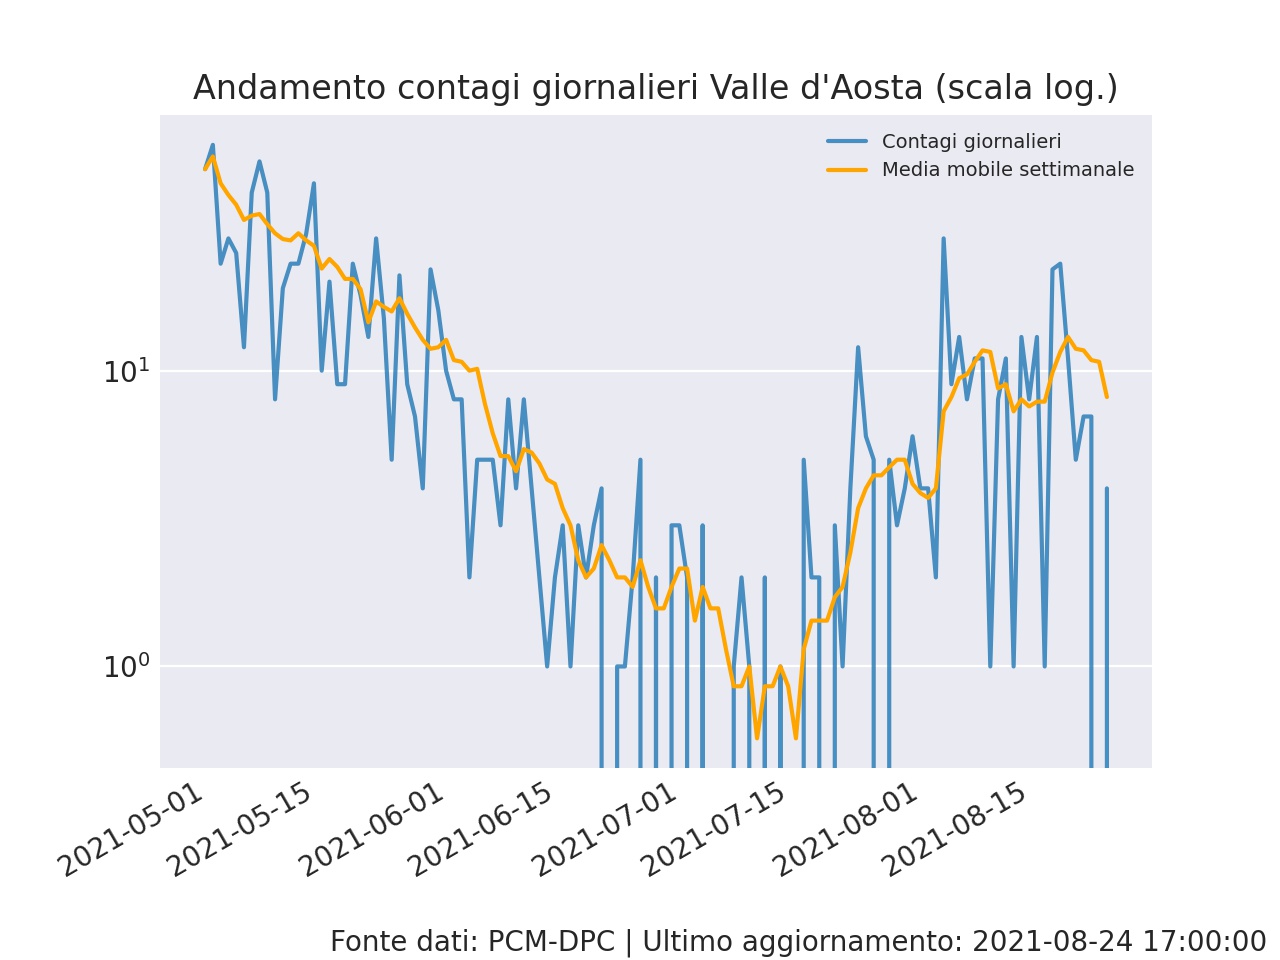 Andamento contagi giornalieri Valle d'Aosta (scala log.)
Contagi giornalieri
Media mobile settimanale
10¹
10⁰
2021-05-01
2021-05-15
2021-06-01
2021-06-15
2021-07-01
2021-07-15
2021-08-01
2021-08-15
Fonte dati: PCM-DPC | Ultimo aggiornamento: 2021-08-24 17:00:00